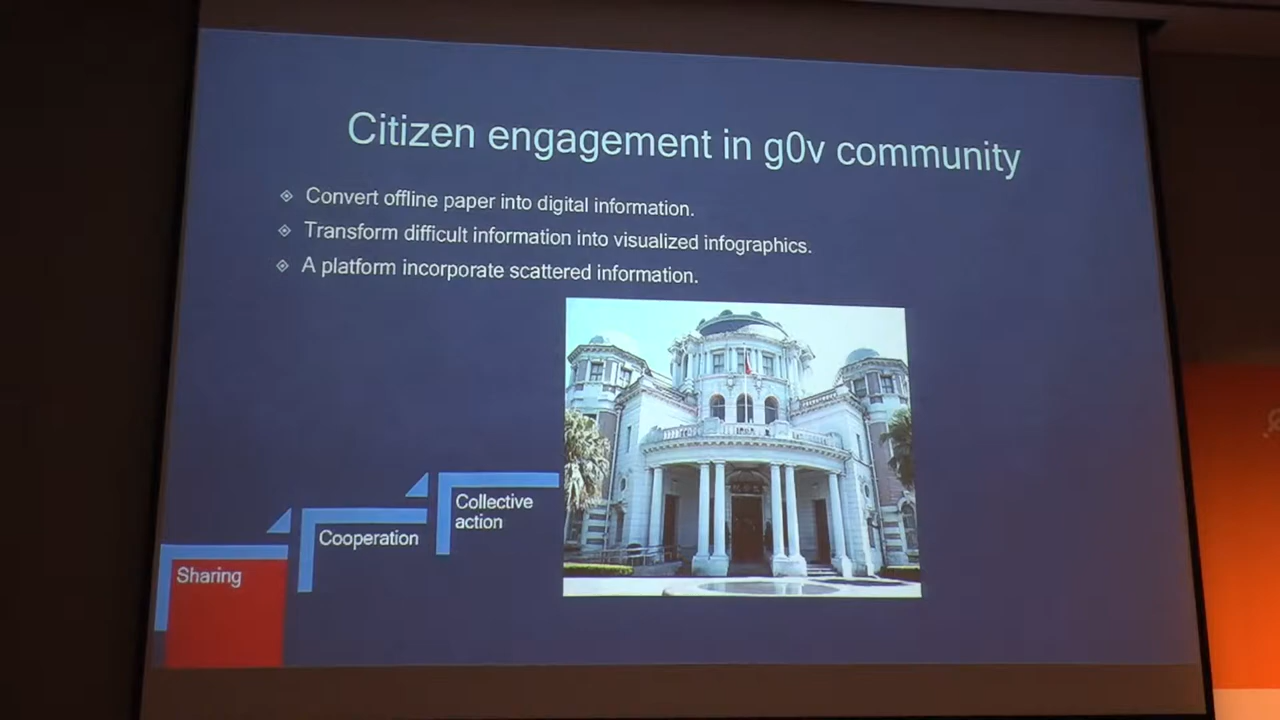 Citizen engagement in g0v community
Convert offline paper into digital information.
Transform difficult information into visualized infographics.
A platform incorporate scattered information.
Collective
action
Cooperation
Sharing